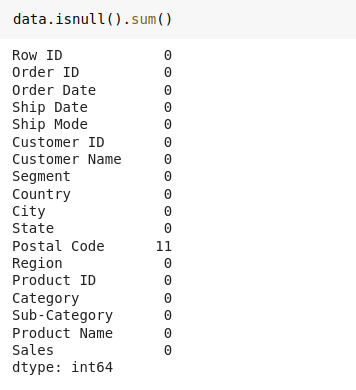 data.isnull().sum()
Row ID 0
Order ID 0
Order Date 0
Ship Date 0
Ship Mode 0
Customer ID 0
Customer Name 0
Segment 0
Country 0
City 0
State 0
Postal Code 11
Region 0
Product ID 0
Category 0
Sub-Category 0
Product Name 0
Sales 0
dtype: int64